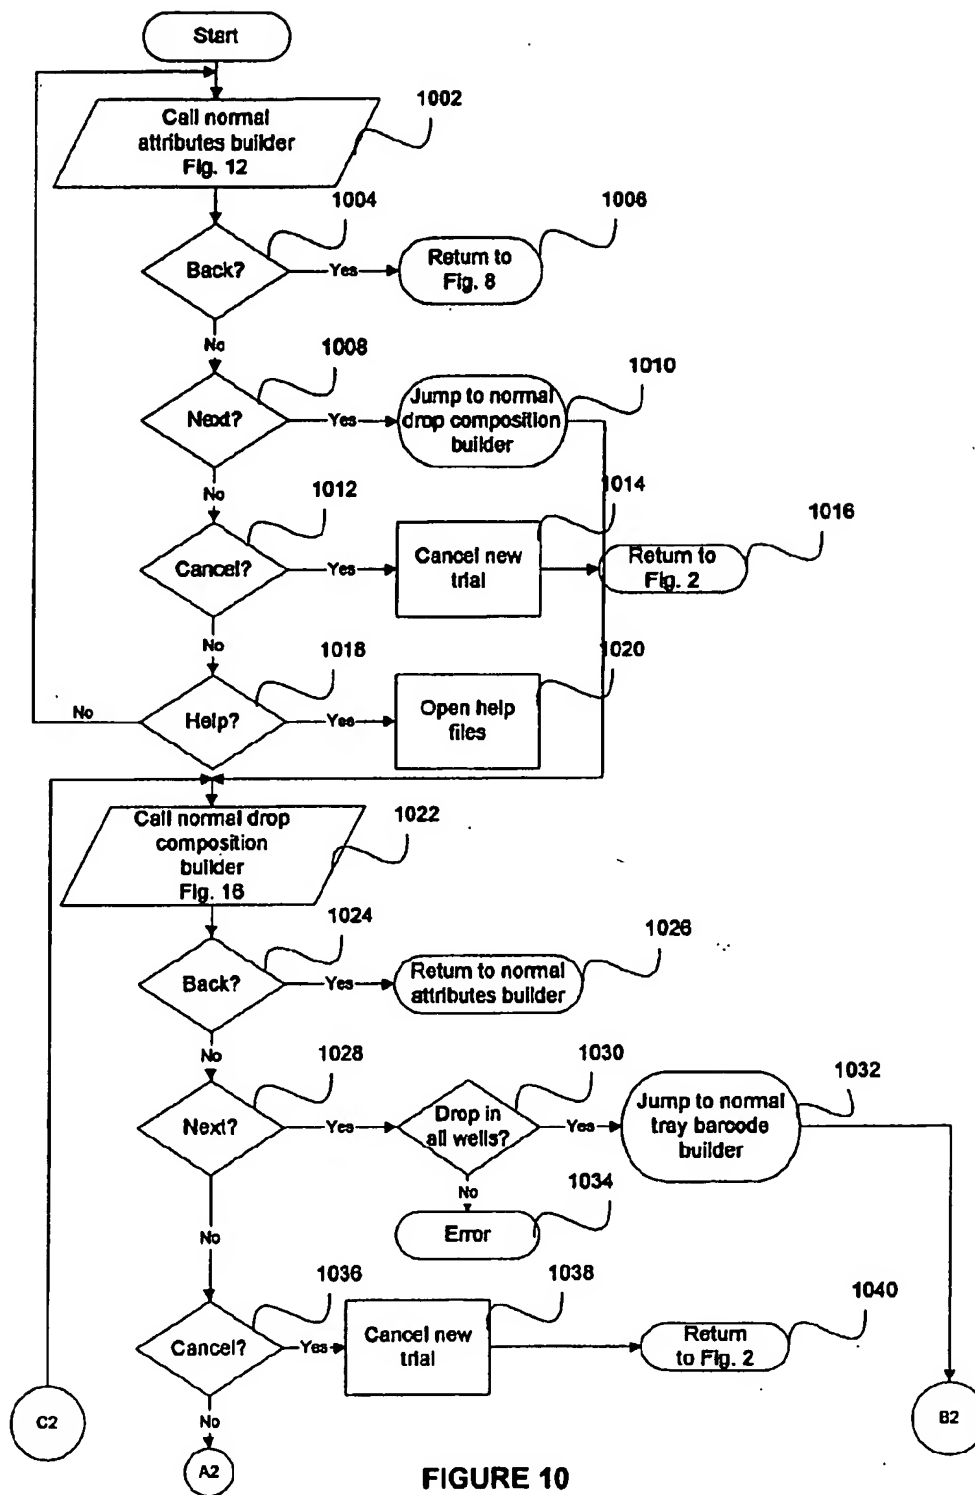 Start
Call normal
attributes builder
Fig. 12
1002
1004
Back?
Yes
Return to
Fig. 8
1006
No
1008
Next?
Yes
Jump to normal
drop composition
builder
1010
No
1012
Cancel?
Yes
Cancel new
trial
1014
Return to
Fig. 2
1016
No
1018
Help?
No
Yes
Open help
files
1020
Call normal drop
composition
builder
Fig. 16
1022
1024
Back?
Yes
Return to normal
attributes builder
1026
No
1028
Next?
Yes
Drop in
all wells?
1030
Yes
Jump to normal
tray barcode
builder
1032
No
Error
1034
No
1036
Cancel?
Yes
Cancel new
trial
1038
Return
to Fig. 2
1040
No
C2
A2
B2
FIGURE 10